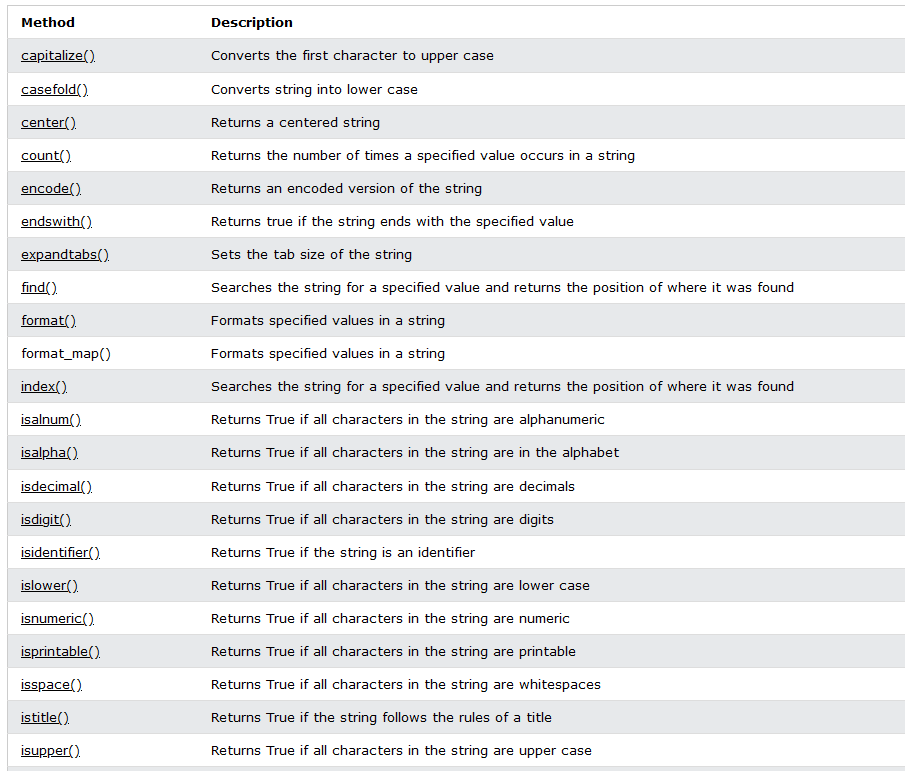 Method Description
capitalize() Converts the first character to upper case
casefold() Converts string into lower case
center() Returns a centered string
count() Returns the number of times a specified value occurs in a string
encode() Returns an encoded version of the string
endswith() Returns true if the string ends with the specified value
expandtabs() Sets the tab size of the string
find() Searches the string for a specified value and returns the position of where it was found
format() Formats specified values in a string
format_map() Formats specified values in a string
index() Searches the string for a specified value and returns the position of where it was found
isalnum() Returns True if all characters in the string are alphanumeric
isalpha() Returns True if all characters in the string are in the alphabet
isdecimal() Returns True if all characters in the string are decimals
isdigit() Returns True if all characters in the string are digits
isidentifier() Returns True if the string is an identifier
islower() Returns True if all characters in the string are lower case
isnumeric() Returns True if all characters in the string are numeric
isprintable() Returns True if all characters in the string are printable
isspace() Returns True if all characters in the string are whitespaces
istitle() Returns True if the string follows the rules of a title
isupper() Returns True if all characters in the string are upper case